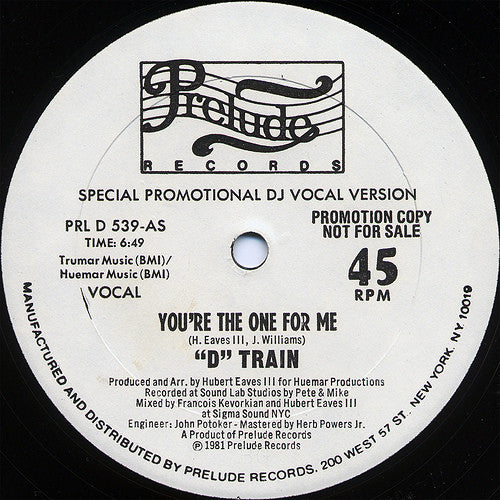 Prelude
RECORDS
SPECIAL PROMOTIONAL DJ VOCAL VERSION
PRL D 539-AS
TIME: 6:49
Trumar Music (BMI)/
Huemar Music (BMI)
VOCAL
PROMOTION COPY
NOT FOR SALE
45
RPM
YOU'RE THE ONE FOR ME
(H. Eaves III, J. Williams)
"D" TRAIN
Produced and Arr. by Hubert Eaves III for Huemar Productions
Recorded at Sound Lab Studios by Pete & Mike
Mixed by Francois Kevorkian and Hubert Eaves III
at Sigma Sound NYC
Engineer: John Potoker - Mastered by Herb Powers Jr.
A Product of Prelude Records
℗ 1981 Prelude Records
MANUFACTURED AND DISTRIBUTED BY PRELUDE RECORDS, 200 WEST 57 ST., NEW YORK, NY. 10019